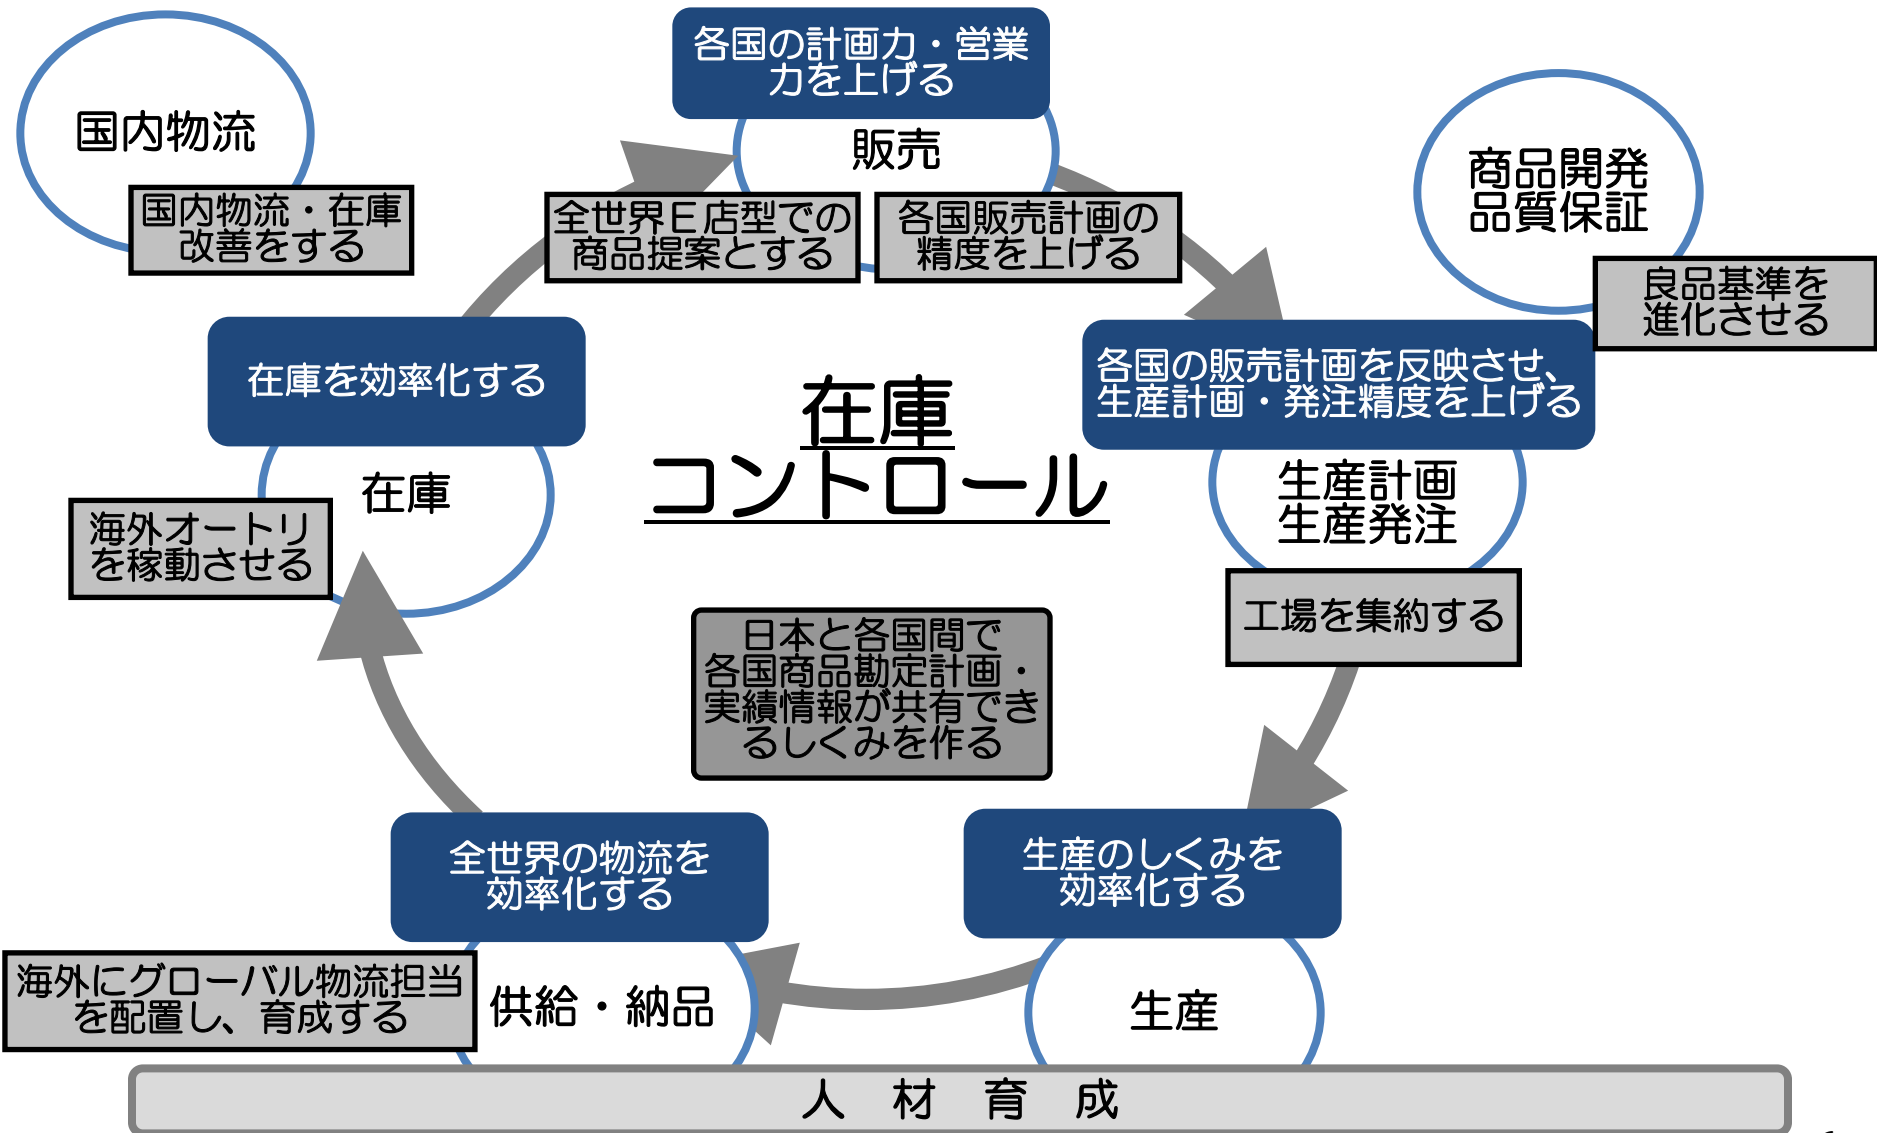 各国の計画力・営業
力を上げる
販売
全世界Ｅ店型での
商品提案とする
各国販売計画の
精度を上げる
国内物流
国内物流・在庫
改善をする
商品開発
品質保証
良品基準を
進化させる
在庫を効率化する
在庫
海外オートリ
を稼動させる
在庫
コントロール
各国の販売計画を反映させ、
生産計画・発注精度を上げる
生産計画
生産発注
工場を集約する
日本と各国間で
各国商品勘定計画・
実績情報が共有でき
るしくみを作る
全世界の物流を
効率化する
供給・納品
海外にグローバル物流担当
を配置し、育成する
生産のしくみを
効率化する
生産
人　材　育　成